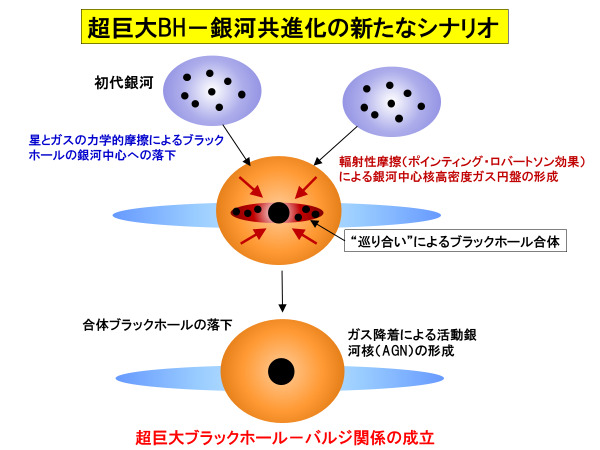 超巨大BH－銀河共進化の新たなシナリオ
初代銀河
星とガスの力学的摩擦によるブラック
ホールの銀河中心への落下
輻射性摩擦（ポインティング・ロバートソン効果）
による銀河中心核高密度ガス円盤の形成
“巡り合い”によるブラックホール合体
合体ブラックホールの落下
ガス降着による活動銀
河核（AGN）の形成
超巨大ブラックホール－バルジ関係の成立